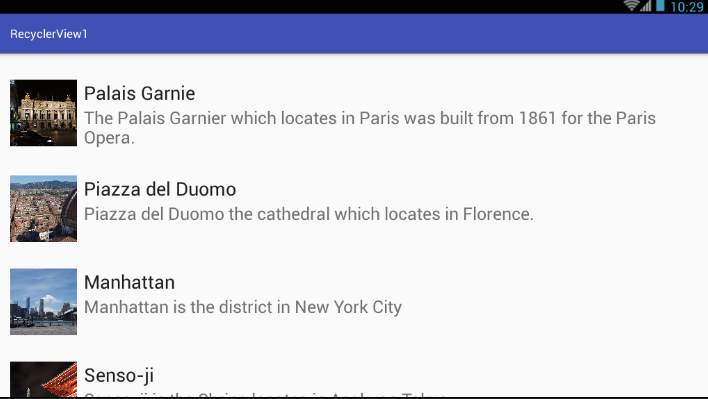 10:29
RecyclerView1
Palais Garnie
The Palais Garnier which locates in Paris was built from 1861 for the Paris
Opera.
Piazza del Duomo
Piazza del Duomo the cathedral which locates in Florence.
Manhattan
Manhattan is the district in New York City
Senso-ji